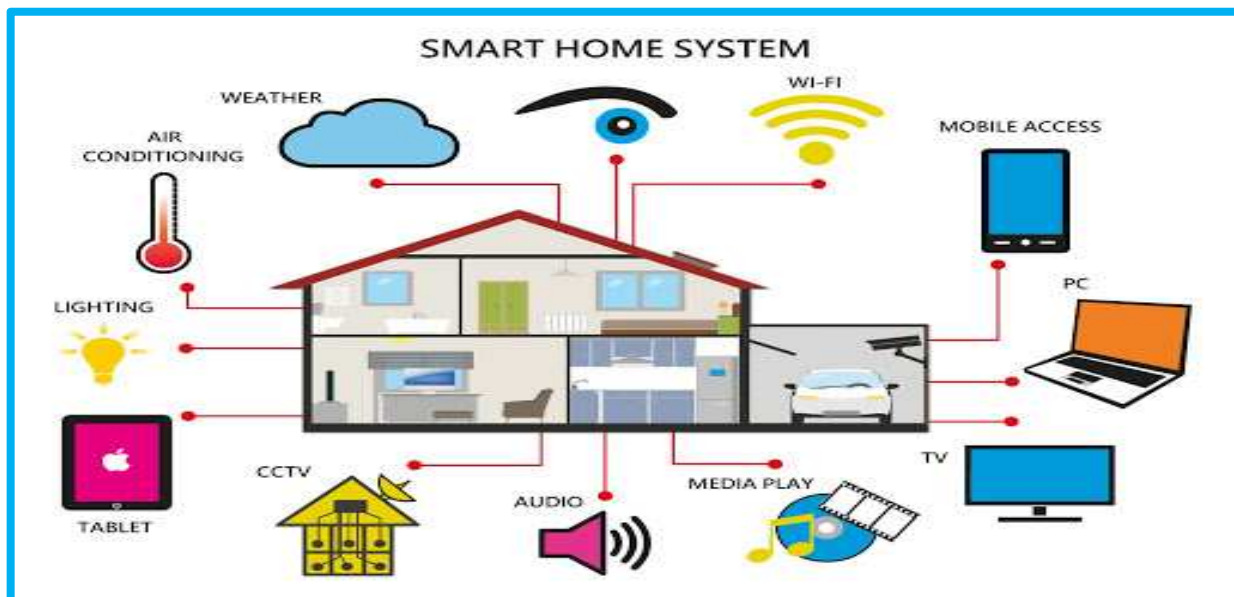 SMART HOME SYSTEM
WEATHER
WI-FI
AIR
CONDITIONING
MOBILE ACCESS
LIGHTING
PC
TABLET
CCTV
AUDIO
MEDIA PLAY
TV